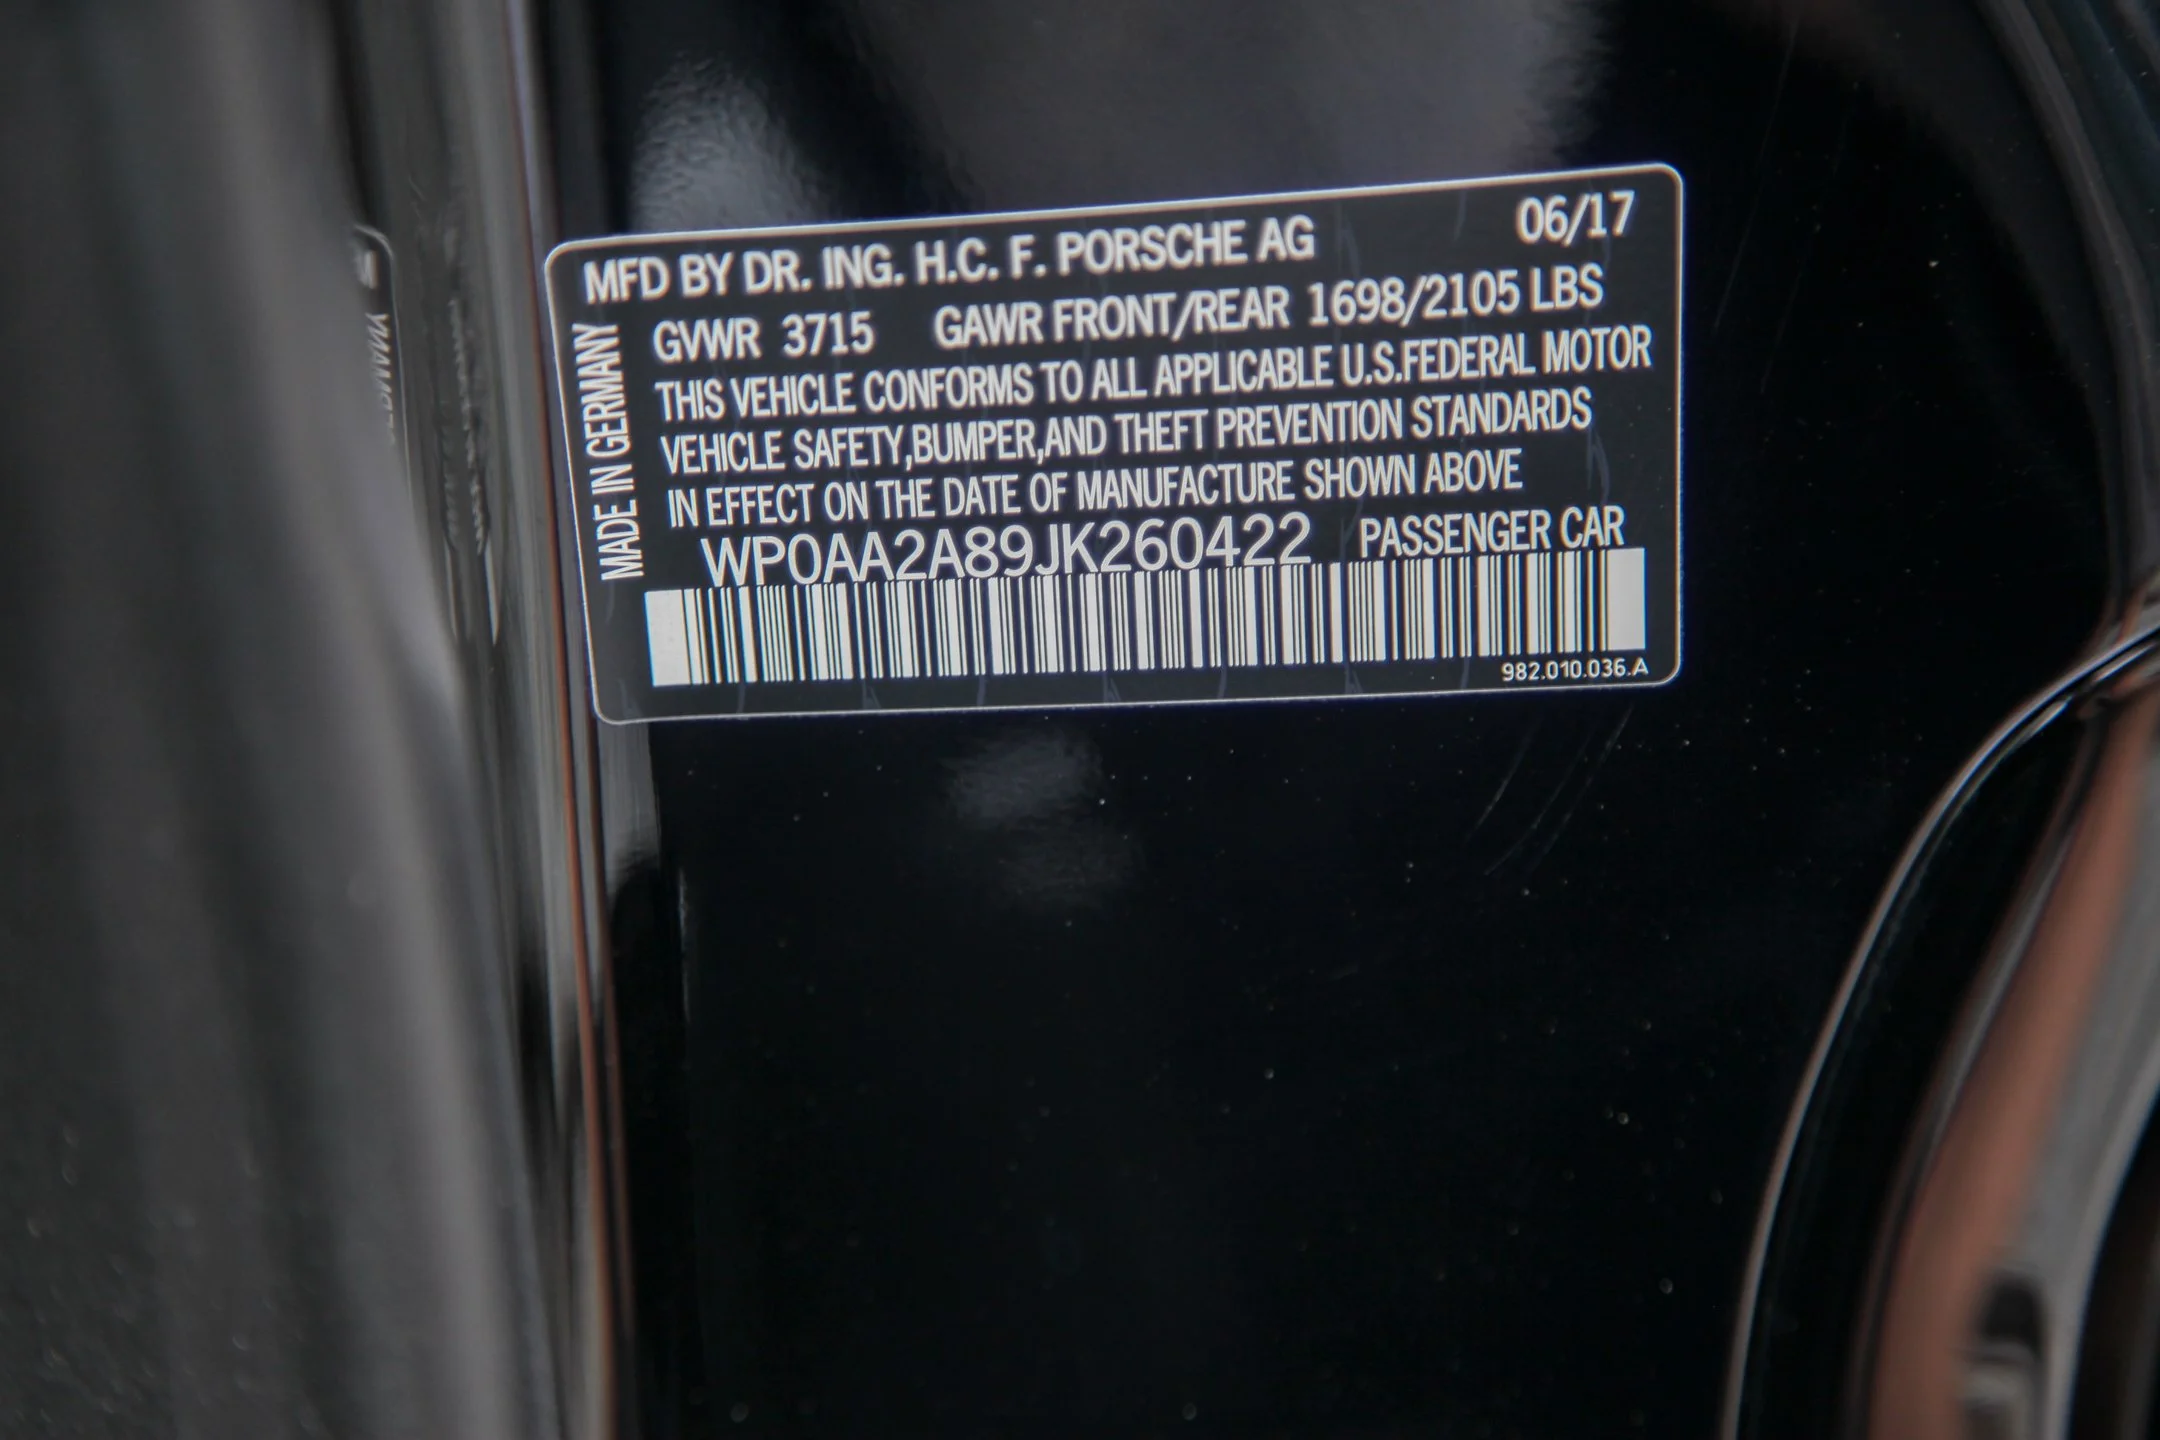 MFD BY DR. ING. H.C. F. PORSCHE AG 06/17
GVWR 3715 GAWR FRONT/REAR 1698/2105 LBS
THIS VEHICLE CONFORMS TO ALL APPLICABLE U.S.FEDERAL MOTOR
VEHICLE SAFETY,BUMPER,AND THEFT PREVENTION STANDARDS
IN EFFECT ON THE DATE OF MANUFACTURE SHOWN ABOVE
WP0AA2A89JK260422 PASSENGER CAR
982.010.036.A
MADE IN GERMANY